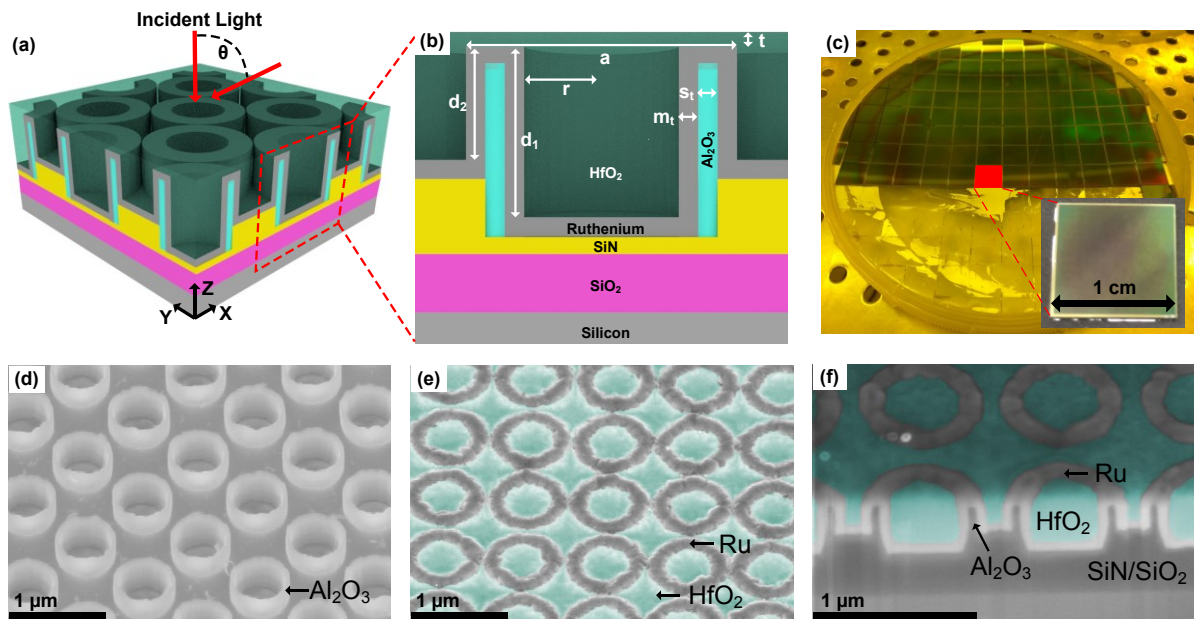 (a)
Incident Light
θ
Z
Y
X
(b)
t
a
r
d₂
d₁
sₜ
mₜ
Al₂O₃
HfO₂
Ruthenium
SiN
SiO₂
Silicon
(c)
1 cm
(d)
Al₂O₃
1 µm
(e)
Ru
HfO₂
1 µm
(f)
Ru
HfO₂
Al₂O₃
SiN/SiO₂
1 µm